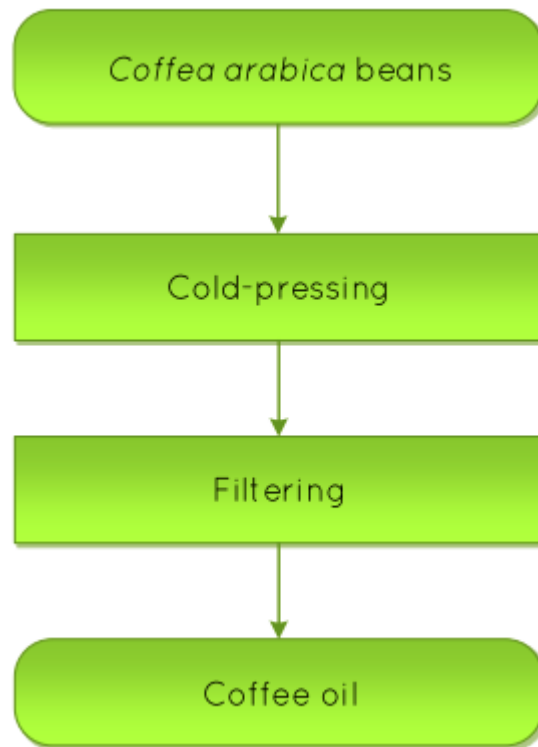 Coffea arabica beans
Cold-pressing
Filtering
Coffee oil